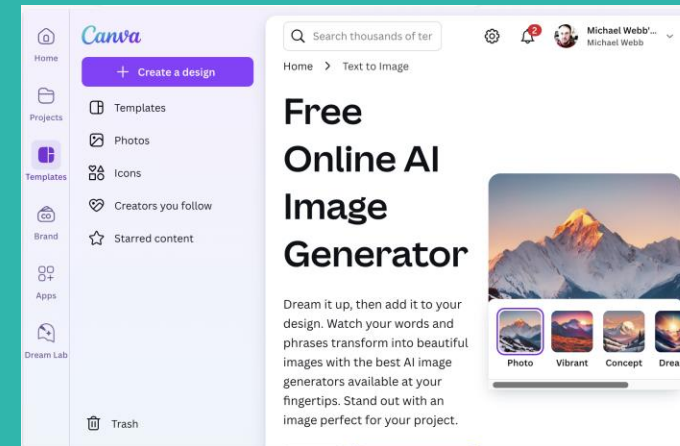 Home
Projects
Templates
Brand
Apps
Dream Lab
Canva
+ Create a design
Templates
Photos
Icons
Creators you follow
Starred content
Trash
Search thousands of ter
2
Michael Webb'...
Michael Webb
Home > Text to Image
Free
Online AI
Image
Generator
Dream it up, then add it to your
design. Watch your words and
phrases transform into beautiful
images with the best AI image
generators available at your
fingertips. Stand out with an
image perfect for your project.
Photo Vibrant Concept Drea